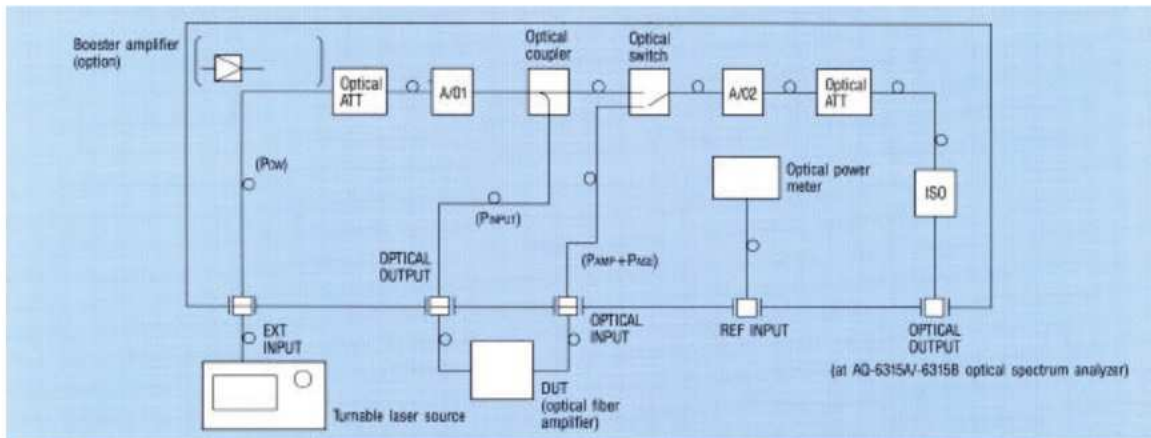 Booster amplifier
(option)
Optical
coupler
Optical
switch
Optical
ATT
A/01
A/02
Optical
ATT
(Pow)
(PINPUT)
Optical power
meter
ISO
OPTICAL
OUTPUT
(PAMP+PASE)
EXT
INPUT
OPTICAL
INPUT
REF INPUT
OPTICAL
OUTPUT
(at AQ-6315A/-6315B optical spectrum analyzer)
Turnable laser source
DUT
(optical fiber
amplifier)